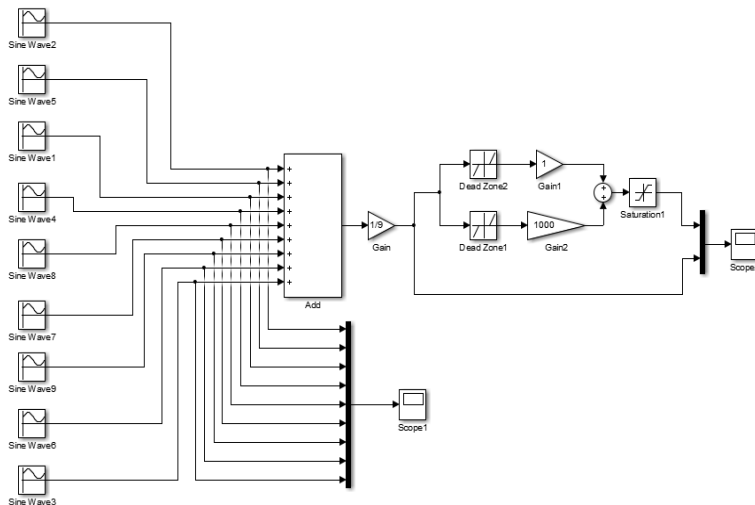 Sine Wave2
Sine Wave5
Sine Wave1
Sine Wave4
Sine Wave8
Sine Wave7
Sine Wave9
Sine Wave6
Sine Wave3
+
+
+
+
+
+
+
+
+
Add
1/9
Gain
Dead Zone2
1
Gain1
Dead Zone1
1000
Gain2
+
+
Saturation1
Scope
Scope1